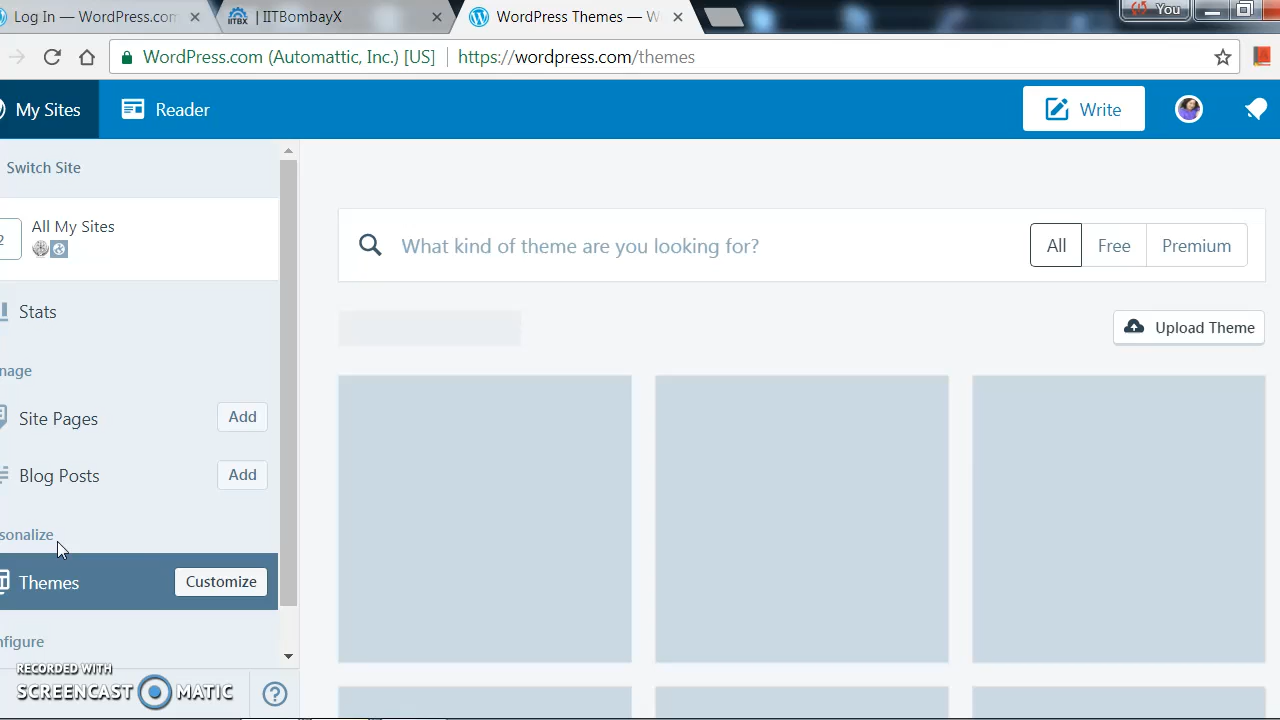 Log In — WordPress.com
| IITBombayX
WordPress Themes — W
You
WordPress.com (Automattic, Inc.) [US]
https://wordpress.com/themes
My Sites
Reader
Write
Switch Site
2
All My Sites
Stats
nage
Site Pages
Add
Blog Posts
Add
sonalize
Themes
Customize
nfigure
What kind of theme are you looking for?
All
Free
Premium
Upload Theme
RECORDED WITH
SCREENCAST MATIC